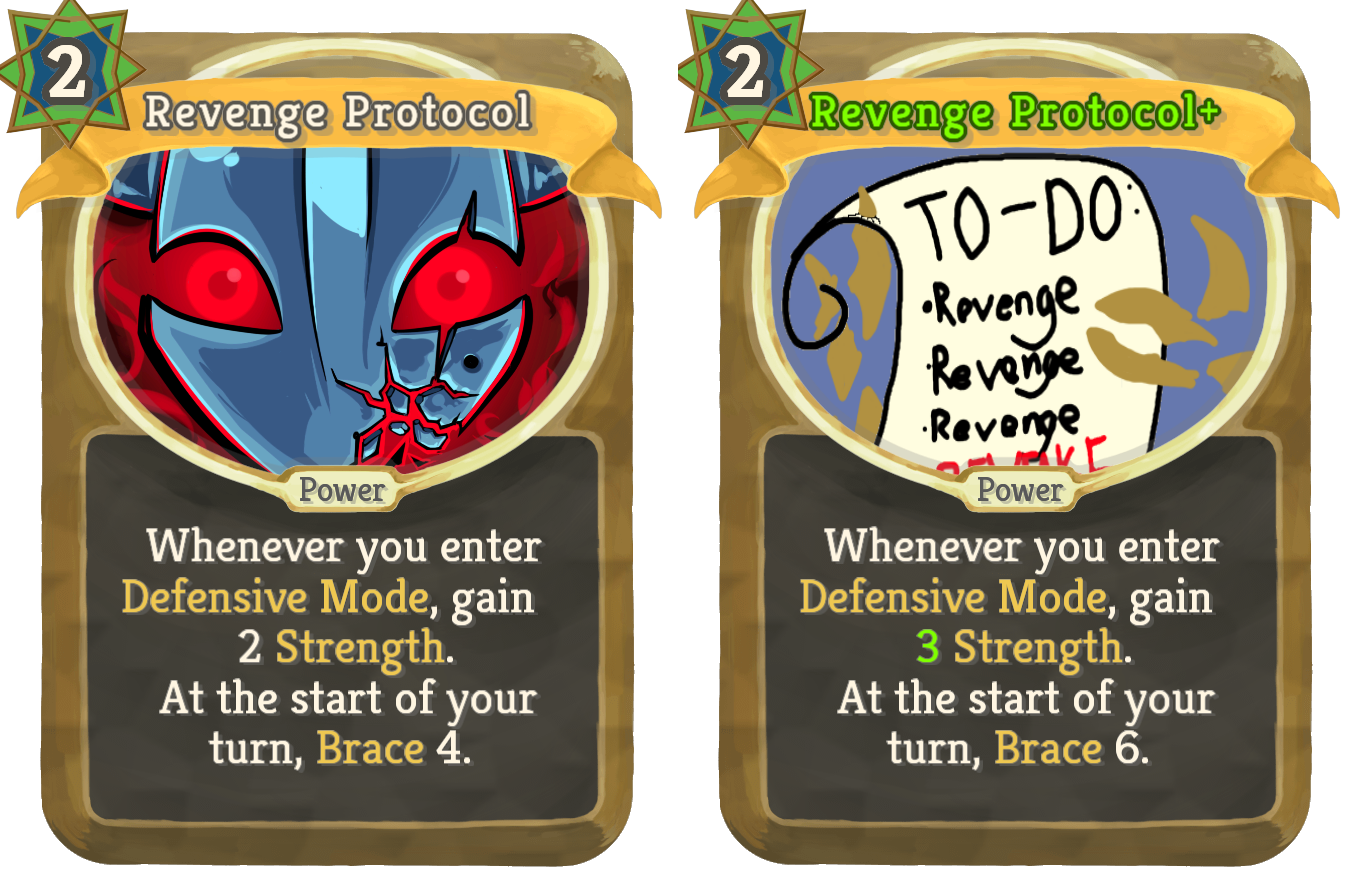 2
Revenge Protocol
Power
Whenever you enter
Defensive Mode, gain
2 Strength.
At the start of your
turn, Brace 4.
2
Revenge Protocol+
TO-DO:
·Revenge
·Revenge
·Revenge
Power
Whenever you enter
Defensive Mode, gain
3 Strength.
At the start of your
turn, Brace 6.